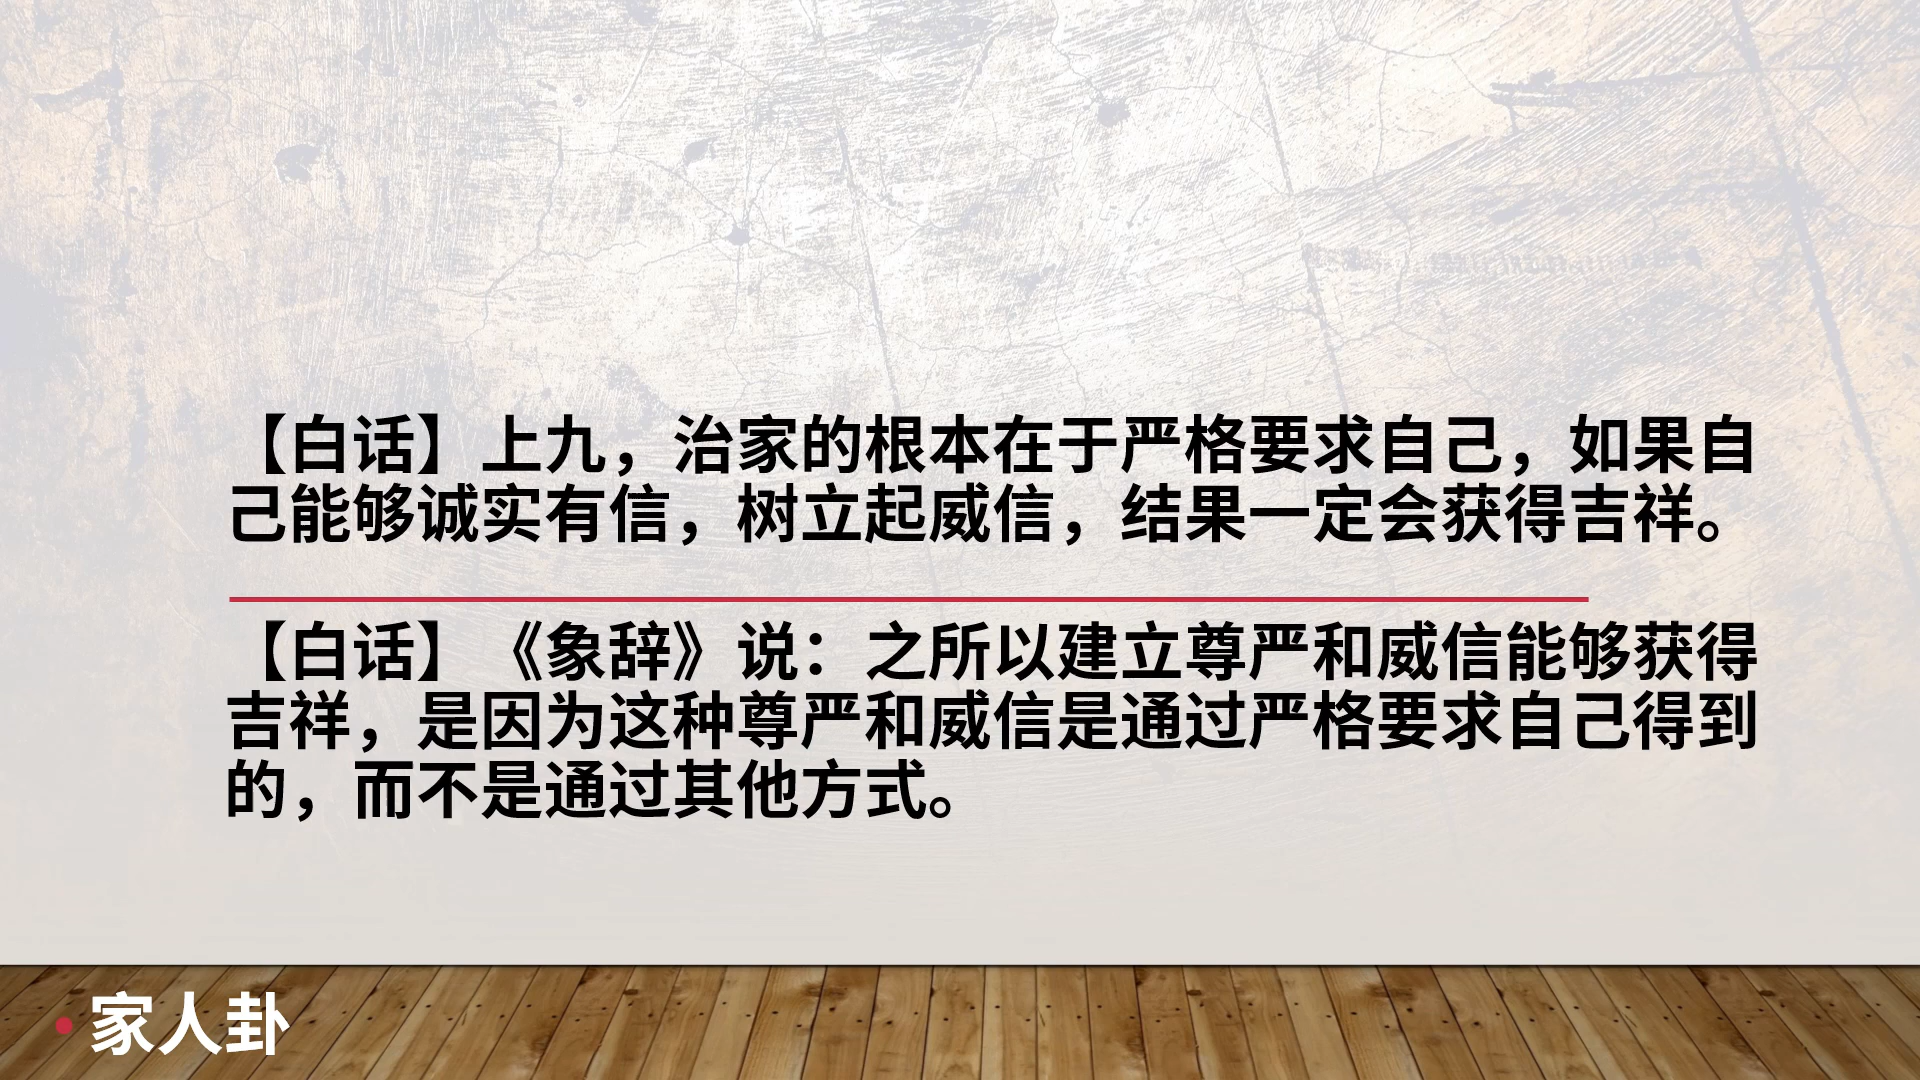 【白话】上九，治家的根本在于严格要求自己，如果自
己能够诚实有信，树立起威信，结果一定会获得吉祥。
【白话】《象辞》说：之所以建立尊严和威信能够获得
吉祥，是因为这种尊严和威信是通过严格要求自己得到
的，而不是通过其他方式。
• 家人卦